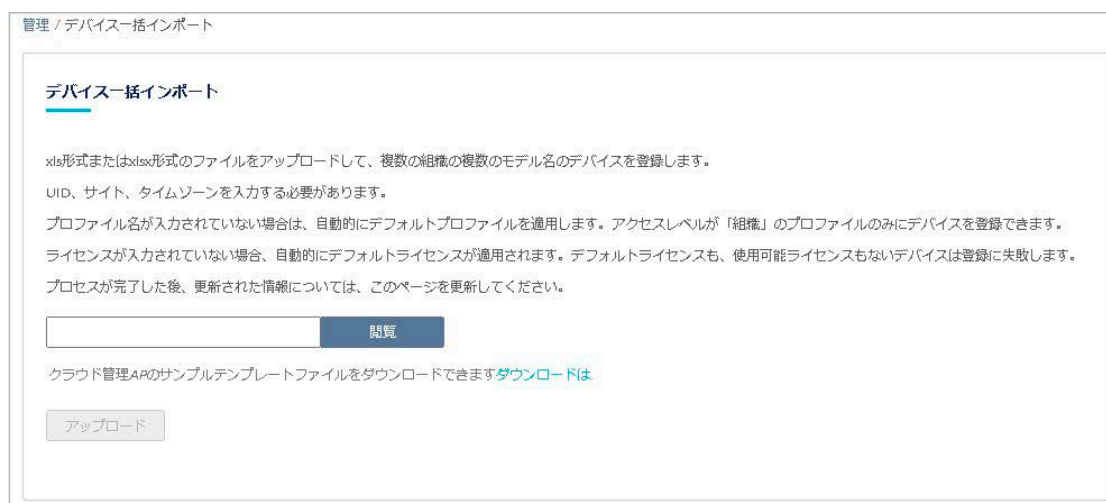 管理 / デバイス一括インポート
デバイス一括インポート
xls形式またはxlsx形式のファイルをアップロードして、複数の組織の複数のモデル名のデバイスを登録します。
UID、サイト、タイムゾーンを入力する必要があります。
プロファイル名が入力されていない場合は、自動的にデフォルトプロファイルを適用します。アクセスレベルが「組織」のプロファイルのみにデバイスを登録できます。
ライセンスが入力されていない場合、自動的にデフォルトライセンスが適用されます。デフォルトライセンスも、使用可能ライセンスもないデバイスは登録に失敗します。
プロセスが完了した後、更新された情報については、このページを更新してください。
閲覧
クラウド管理APのサンプルテンプレートファイルをダウンロードできますダウンロードは.
アップロード